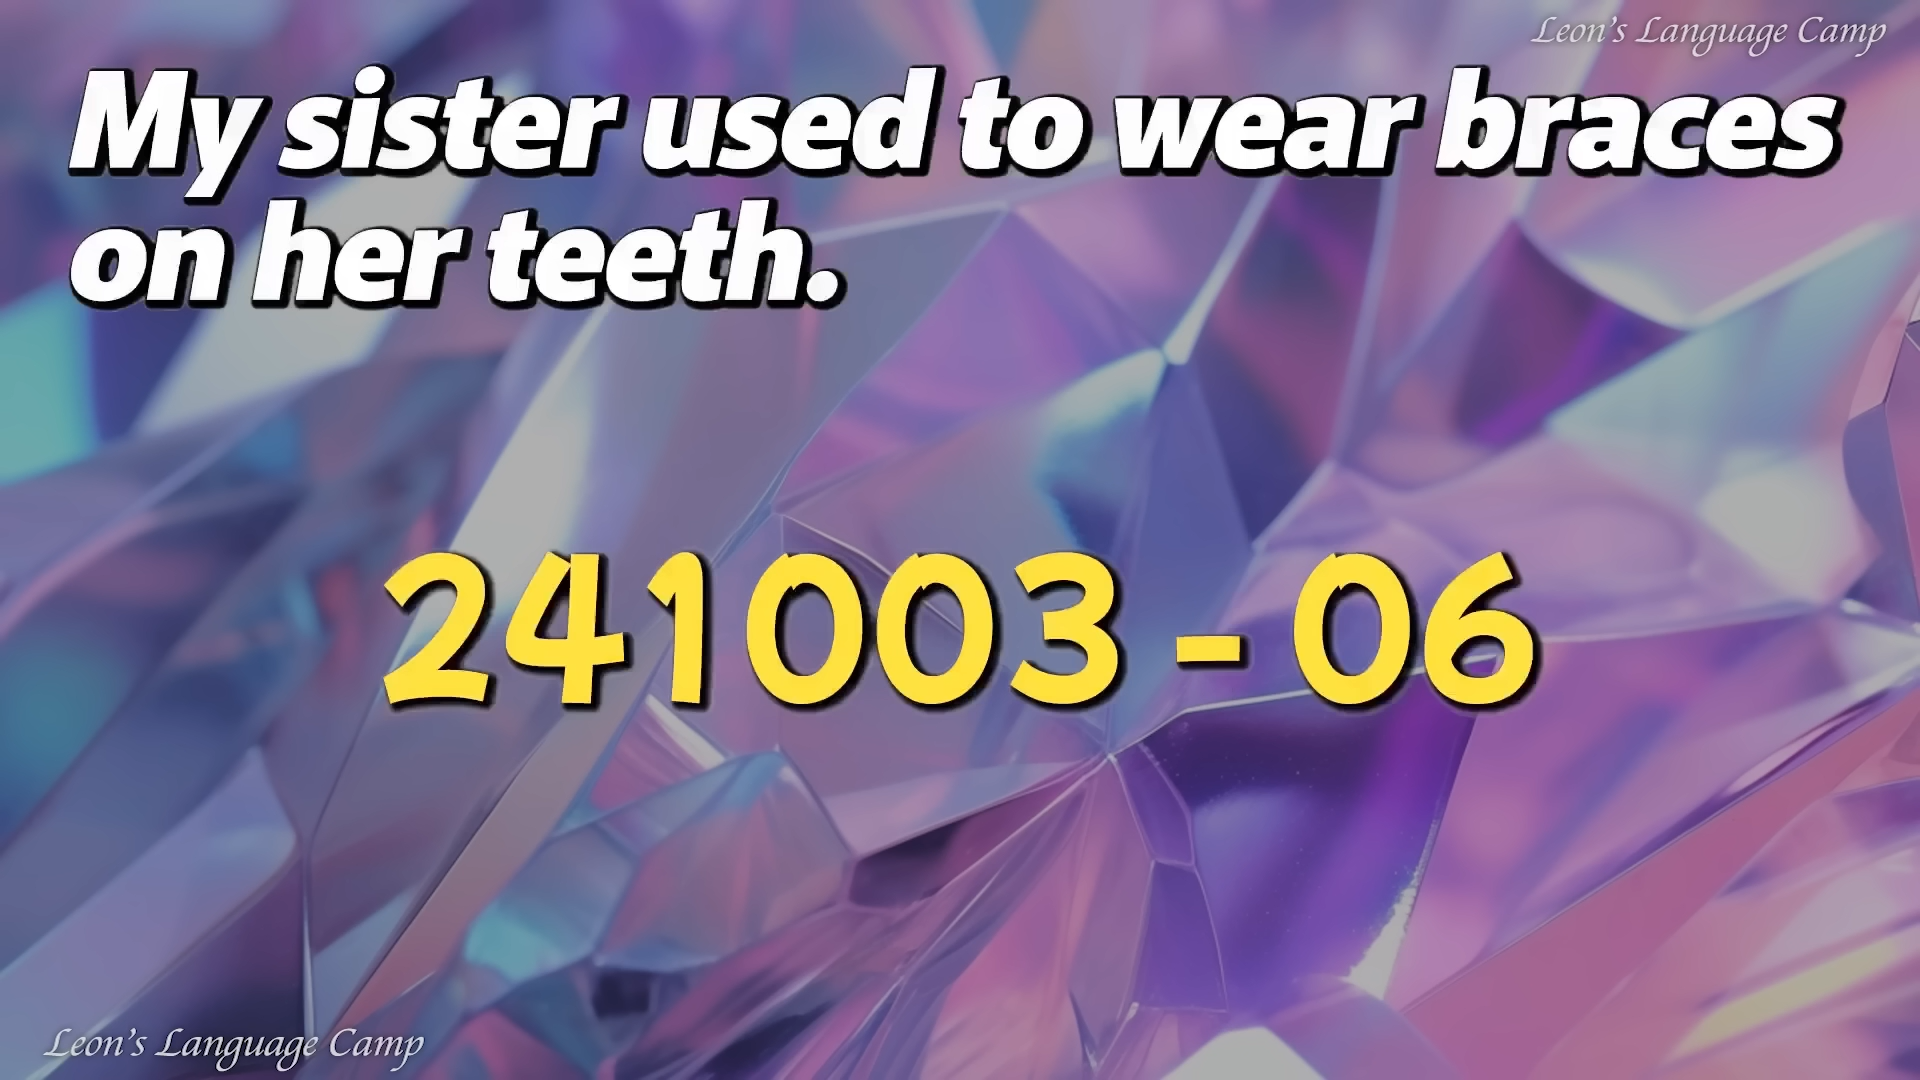 Leon's Language Camp
My sister used to wear braces
on her teeth.
241003 - 06
Leon's Language Camp